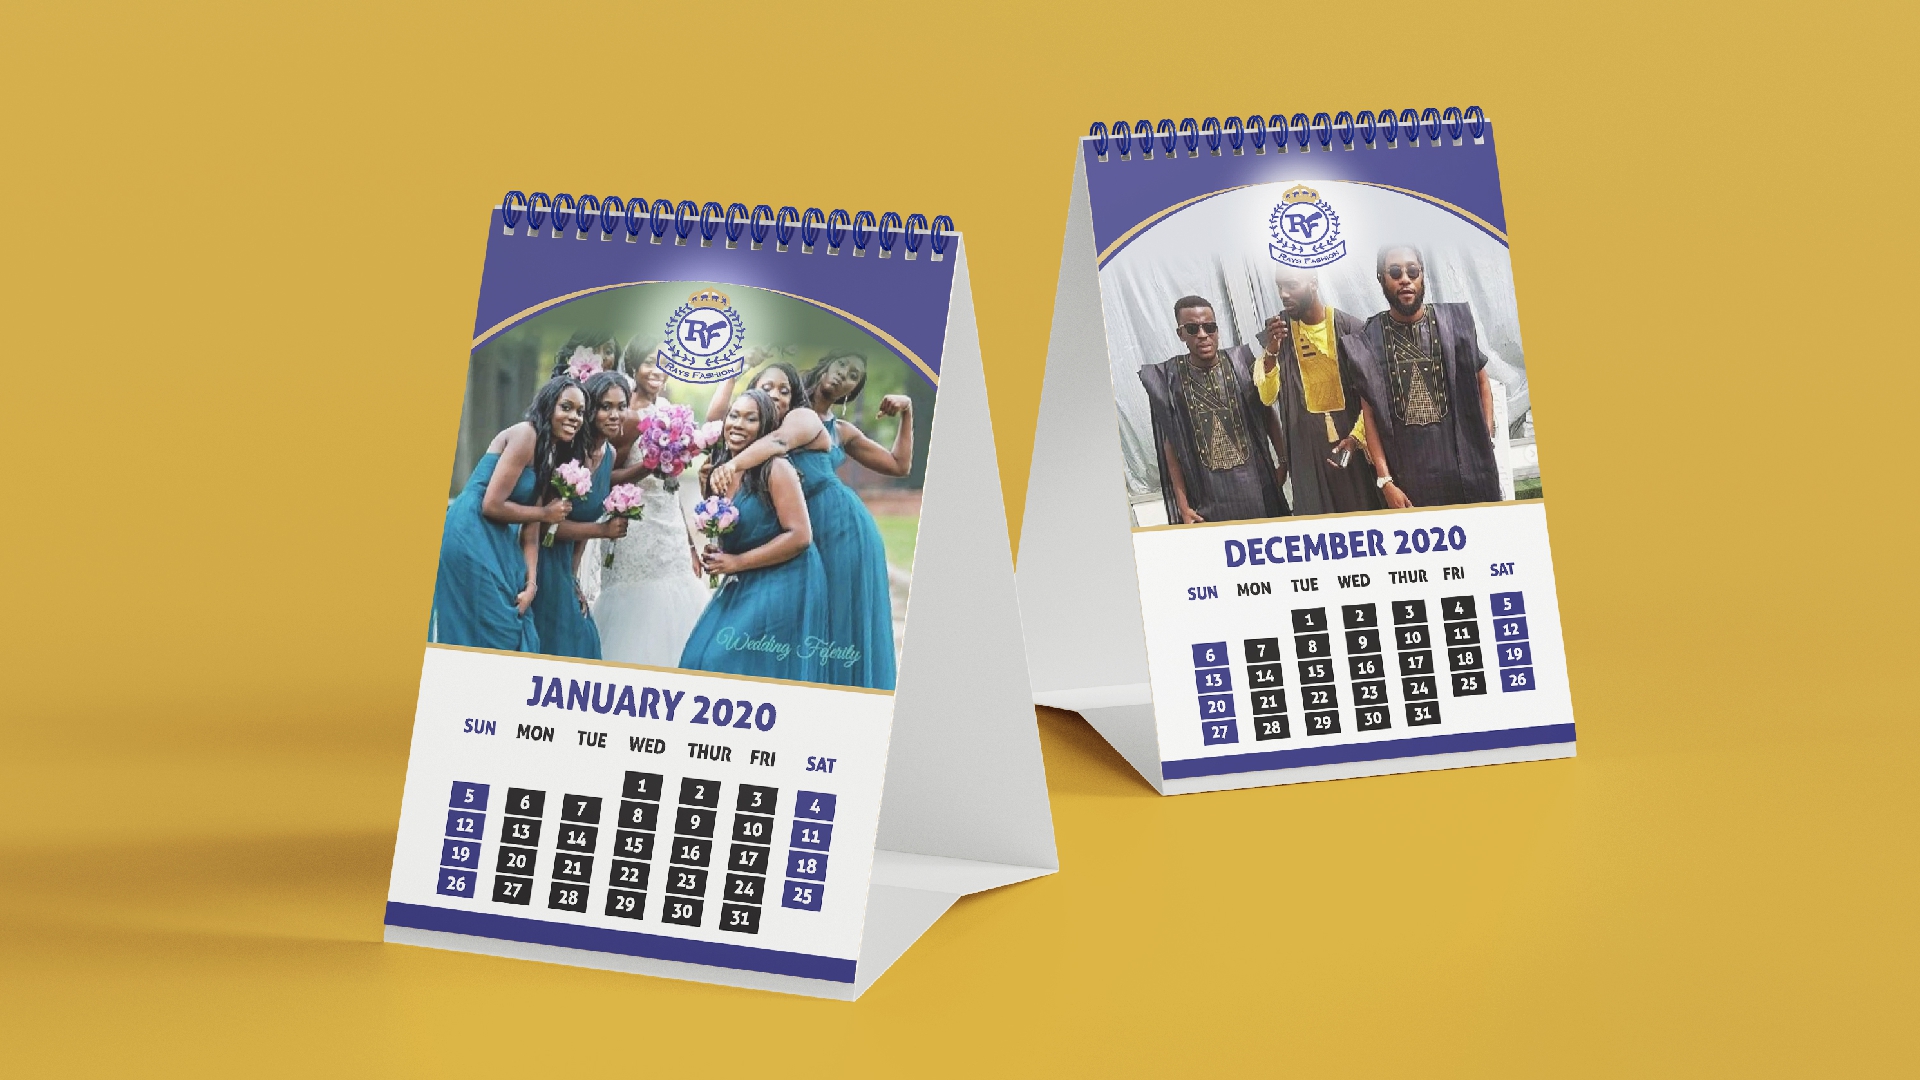 RF
RAYS FASHION
Wedding Feferity
JANUARY 2020
SUN MON TUE WED THUR FRI SAT
1 2 3 4
5 6 7 8 9 10 11
12 13 14 15 16 17 18
19 20 21 22 23 24 25
26 27 28 29 30 31
RF
RAYS FASHION
DECEMBER 2020
SUN MON TUE WED THUR FRI SAT
1 2 3 4 5
6 7 8 9 10 11 12
13 14 15 16 17 18 19
20 21 22 23 24 25 26
27 28 29 30 31